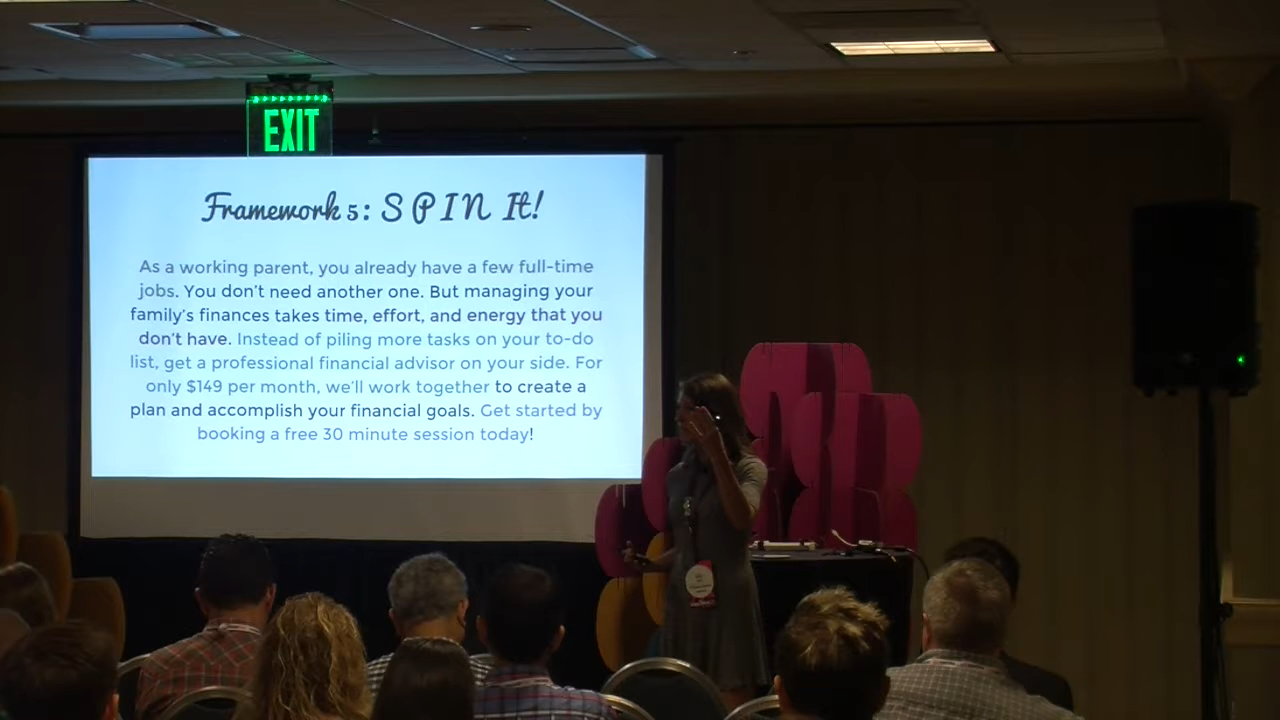 EXIT
Framework 5: SPIN It!
As a working parent, you already have a few full-time
jobs. You don't need another one. But managing your
family's finances takes time, effort, and energy that you
don't have. Instead of piling more tasks on your to-do
list, get a professional financial advisor on your side. For
only $149 per month, we'll work together to create a
plan and accomplish your financial goals. Get started by
booking a free 30 minute session today!